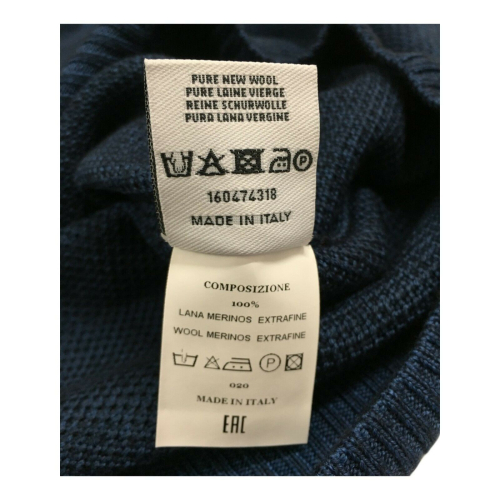 PURE NEW WOOL
PURE LAINE VIERGE
REINE SCHURWOLLE
PURA LANA VERGINE
P
160474318
MADE IN ITALY
COMPOSIZIONE
100%
LANA MERINOS EXTRAFINE
WOOL MERINOS EXTRAFINE
P
020
MADE IN ITALY
EAC